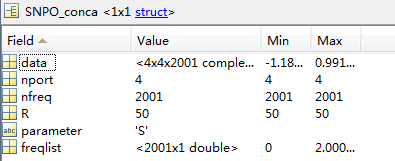 SNPO_conca <1x1 struct>
Field Value Min Max
data <4x4x2001 comple... -1.18... 0.991...
nport 4 4 4
nfreq 2001 2001 2001
R 50 50 50
abc parameter 'S'
freqlist <2001x1 double> 0 2.000...